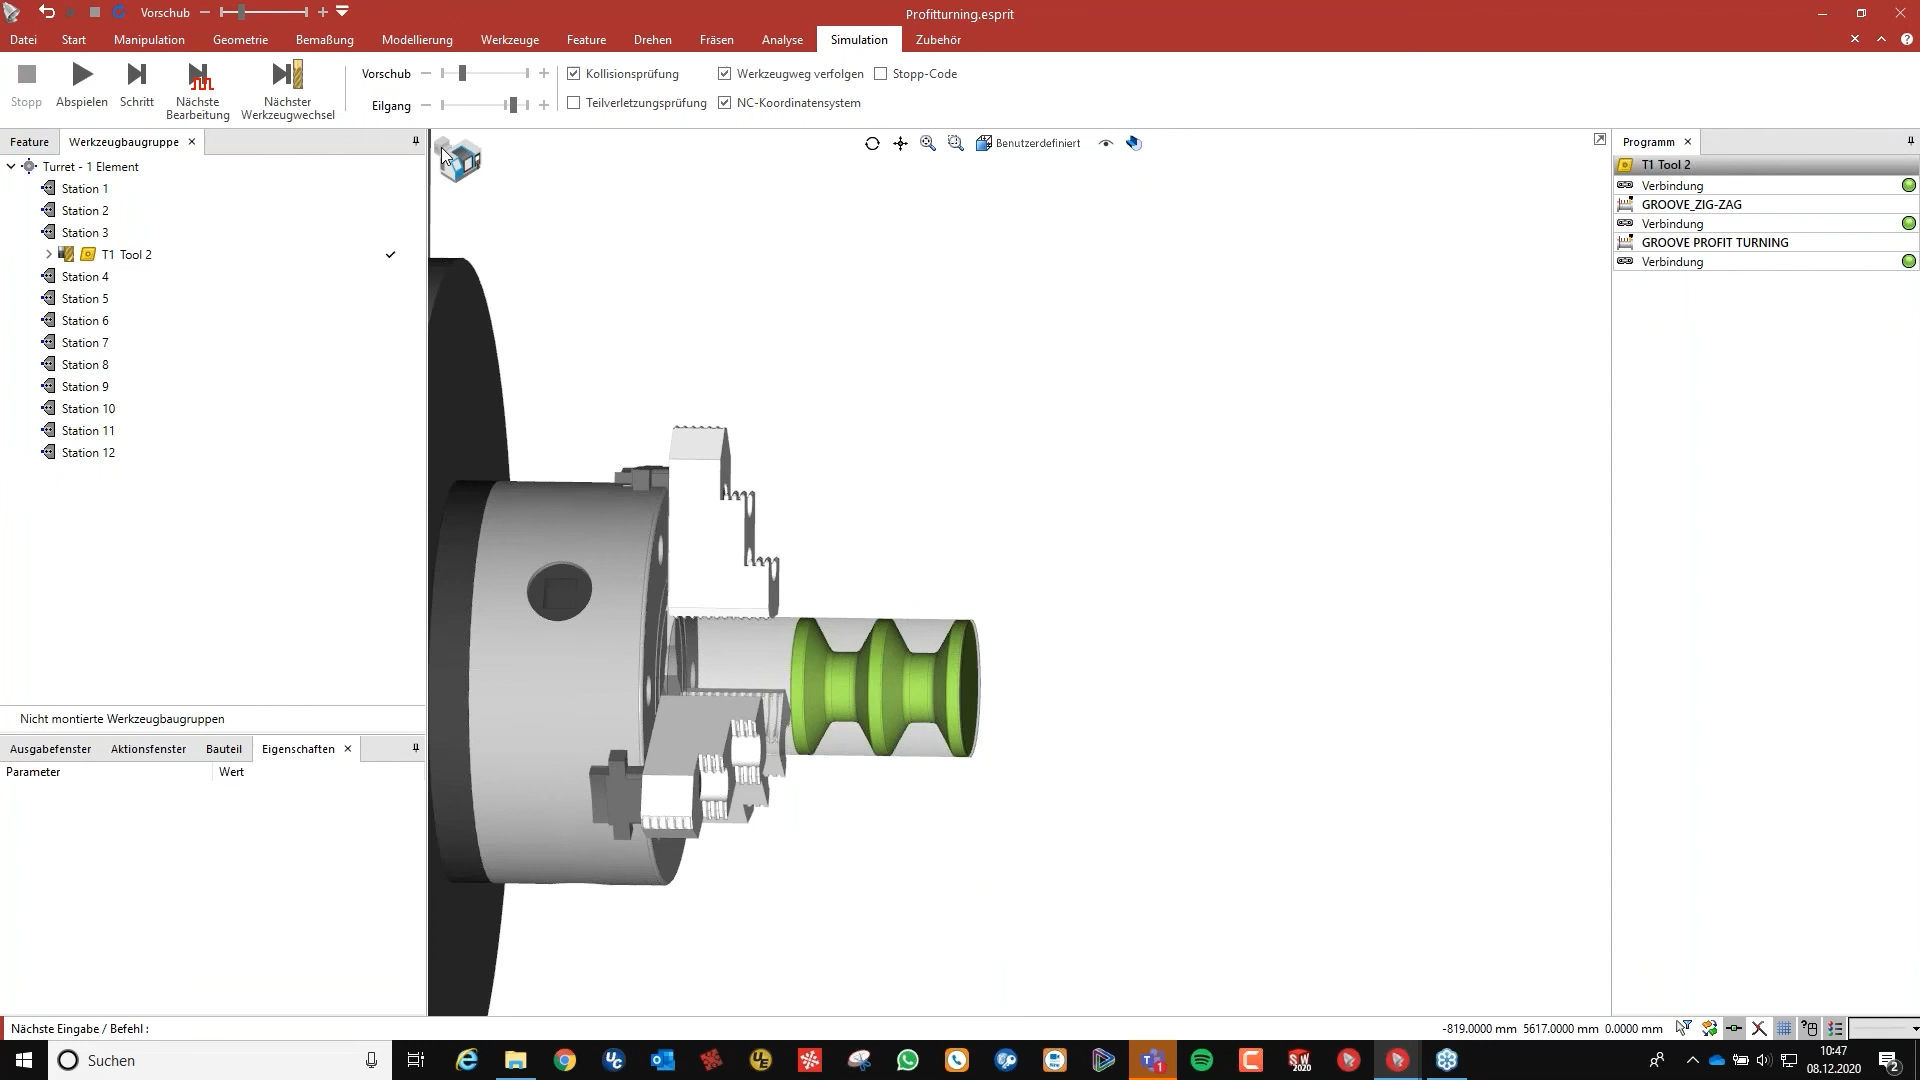 Vorschub
Profitturning.esprit
Datei Start Manipulation Geometrie Bemaßung Modellierung Werkzeuge Feature Drehen Fräsen Analyse Simulation Zubehör
Stopp
Abspielen
Schritt
Nächste
Bearbeitung
Nächster
Werkzeugwechsel
Vorschub
Eilgang
Kollisionsprüfung
Werkzeugweg verfolgen
Stopp-Code
Teilverletzungsprüfung
NC-Koordinatensystem
Feature
Werkzeugbaugruppe
Turret - 1 Element
Station 1
Station 2
Station 3
T1 Tool 2
Station 4
Station 5
Station 6
Station 7
Station 8
Station 9
Station 10
Station 11
Station 12
Nicht montierte Werkzeugbaugruppen
Ausgabefenster Aktionsfenster Bauteil Eigenschaften
Parameter Wert
Benutzerdefiniert
Programm
T1 Tool 2
Verbindung
GROOVE_ZIG-ZAG
Verbindung
GROOVE PROFIT TURNING
Verbindung
Nächste Eingabe / Befehl :
-819.0000 mm 5617.0000 mm 0.0000 mm
Suchen
10:47
08.12.2020